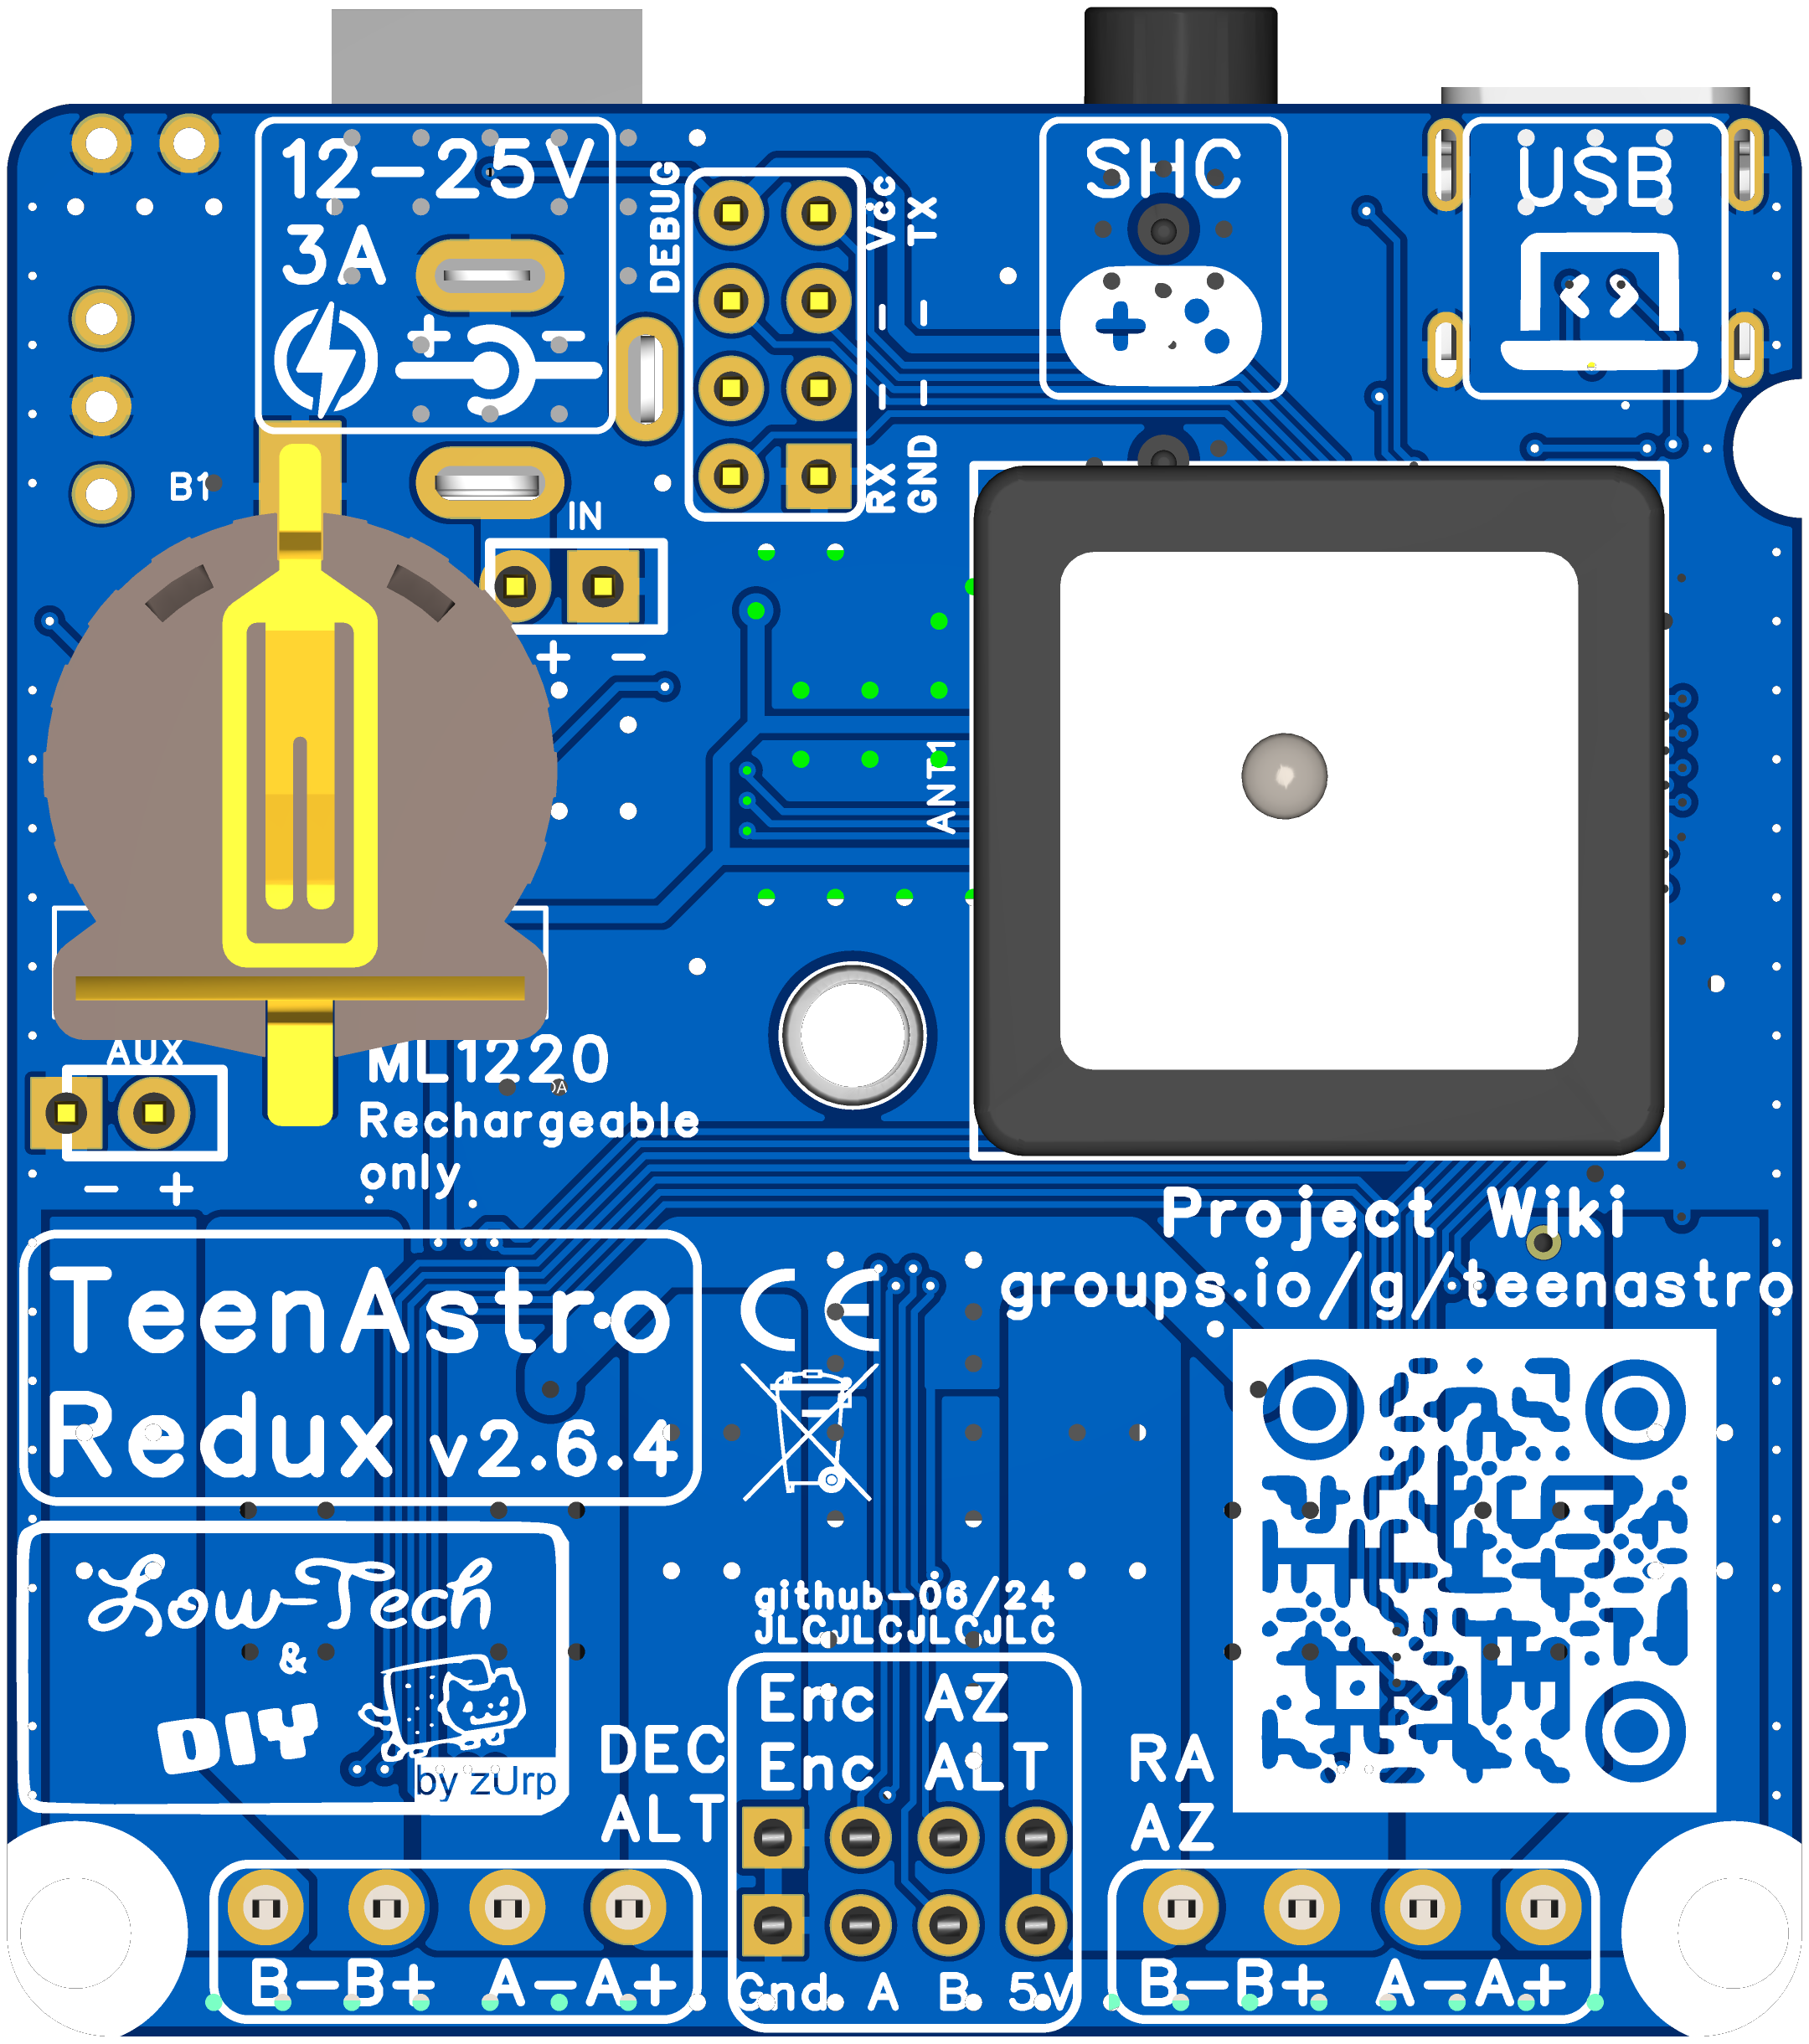 12-25V
3A
+ -
DEBUG
Vcc
TX
- -
- -
RX
GND
SHC
USB
B1
IN
+ -
ANT1
AUX
- +
ML1220
Rechargeable
only
Project Wiki
groups.io/g/teenastro
TeenAstro
Redux v2.6.4
CE
Low-Tech
&
DIY
by zUrp
github-06/24
JLCJLCJLCJLC
Enc AZ
Enc ALT
DEC
ALT
RA
AZ
B-B+ A-A+
Gnd A B 5V
B-B+ A-A+